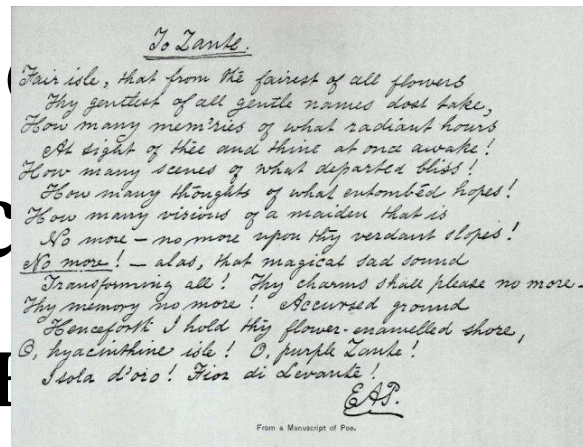 To Zante.
Fair isle, that from the fairest of all flowers
Thy gentlest of all gentle names dost take,
How many mem'ries of what radiant hours
At sight of thee and thine at once awake!
How many scenes of what departed bliss!
How many thoughts of what entombéd hopes!
How many visions of a maiden that is
No more - no more upon thy verdant slopes!
No more! - alas, that magical sad sound
Transforming all! Thy charms shall please no more -
Thy memory no more! Accursed ground
Henceforth I hold thy flower-enamelled shore,
O, hyacinthine isle! O, purple Zante!
Isola d'oro! Fior di Levante!
EAP.
From a Manuscript of Poe.